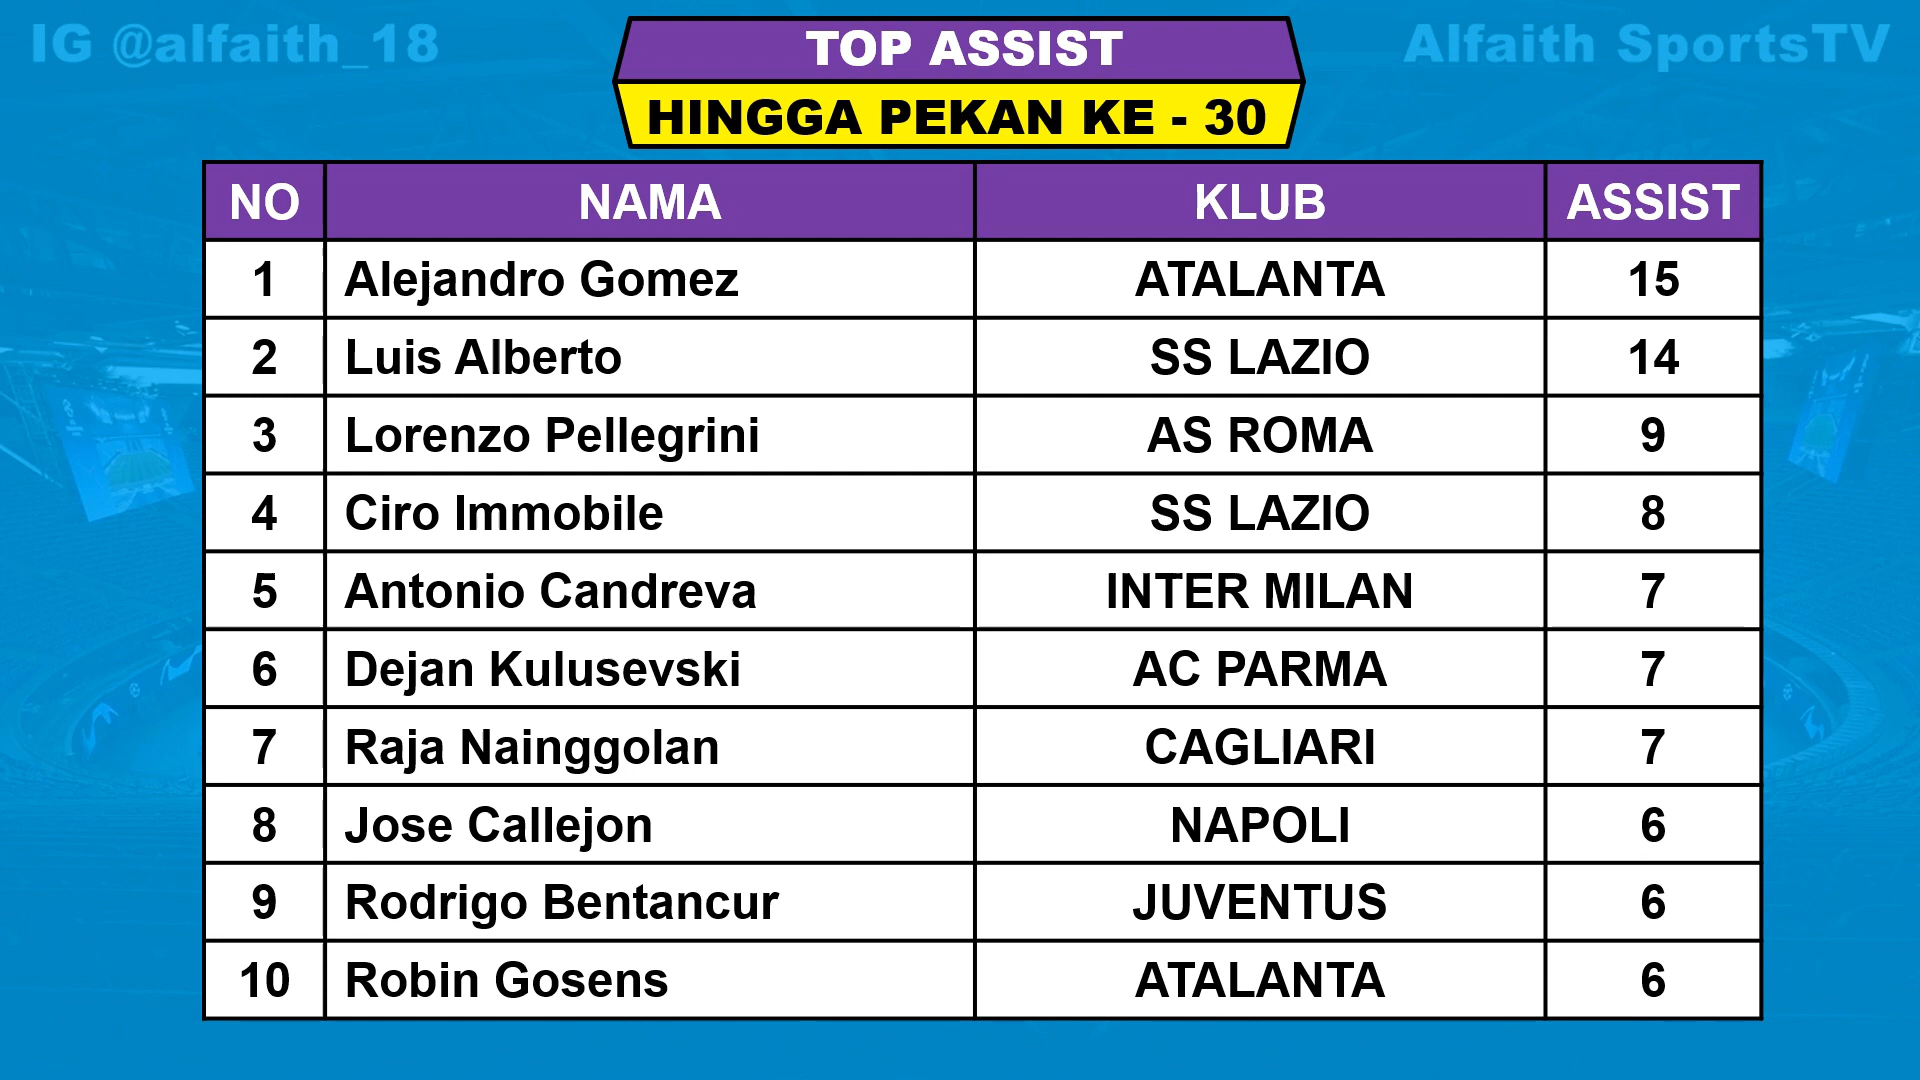 IG @alfaith_18
TOP ASSIST
Alfaith SportsTV
HINGGA PEKAN KE - 30
NO NAMA KLUB ASSIST
1 Alejandro Gomez ATALANTA 15
2 Luis Alberto SS LAZIO 14
3 Lorenzo Pellegrini AS ROMA 9
4 Ciro Immobile SS LAZIO 8
5 Antonio Candreva INTER MILAN 7
6 Dejan Kulusevski AC PARMA 7
7 Raja Nainggolan CAGLIARI 7
8 Jose Callejon NAPOLI 6
9 Rodrigo Bentancur JUVENTUS 6
10 Robin Gosens ATALANTA 6